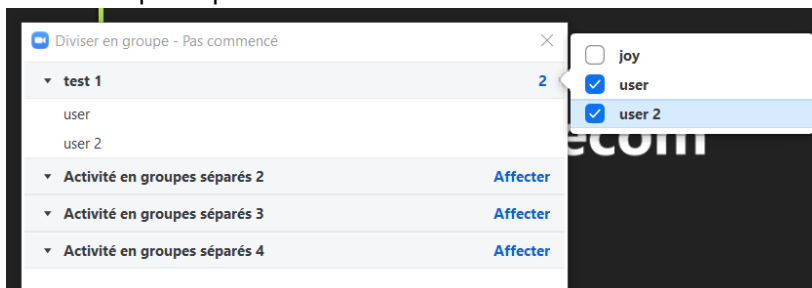 Diviser en groupe - Pas commencé
test 1 2
user
user 2
Activité en groupes séparés 2 Affecter
Activité en groupes séparés 3 Affecter
Activité en groupes séparés 4 Affecter
joy
user
user 2
ecom